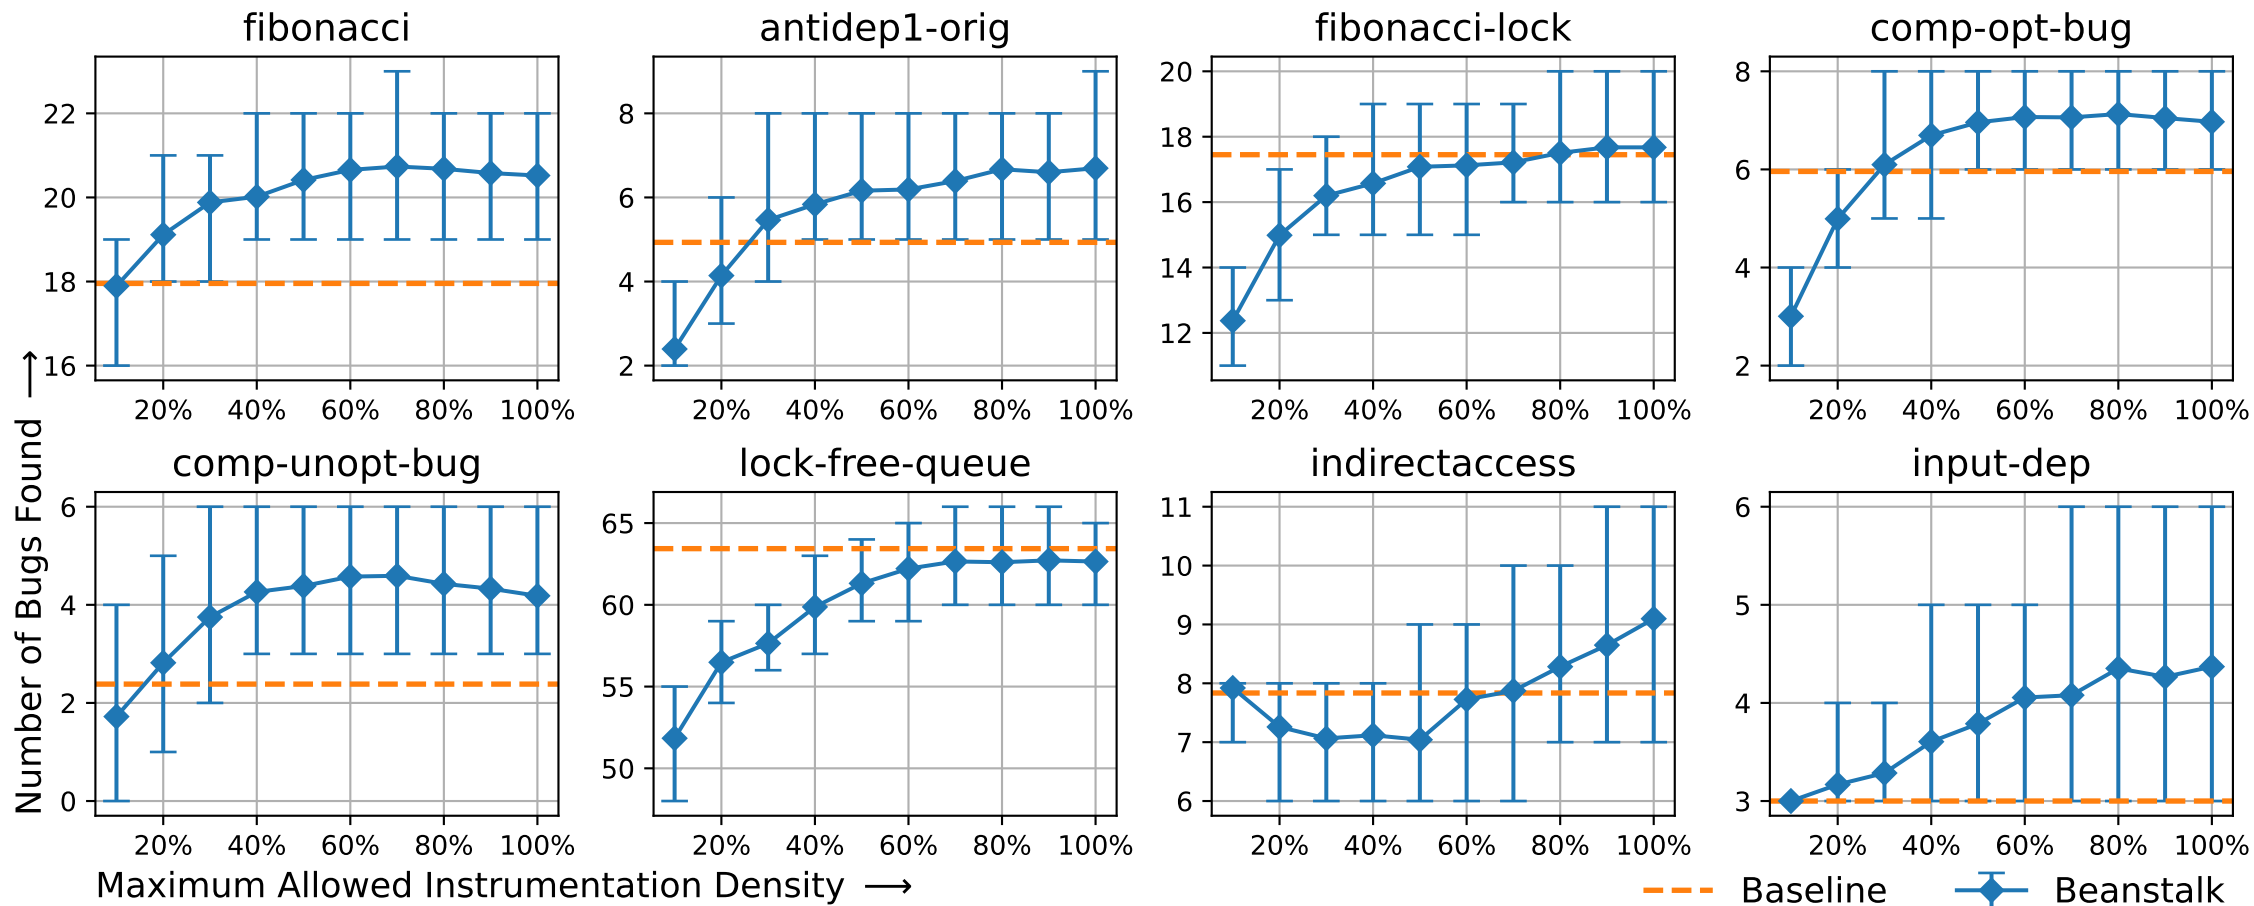 fibonacci
antidep1-orig
fibonacci-lock
comp-opt-bug
22
20
18
16
8
6
4
2
20
18
16
14
12
8
6
4
2
20% 40% 60% 80% 100%
20% 40% 60% 80% 100%
20% 40% 60% 80% 100%
20% 40% 60% 80% 100%
comp-unopt-bug
lock-free-queue
indirectaccess
input-dep
6
4
2
0
65
60
55
50
11
10
9
8
7
6
6
5
4
3
20% 40% 60% 80% 100%
20% 40% 60% 80% 100%
20% 40% 60% 80% 100%
20% 40% 60% 80% 100%
Number of Bugs Found ⟶
Maximum Allowed Instrumentation Density ⟶
Baseline
Beanstalk